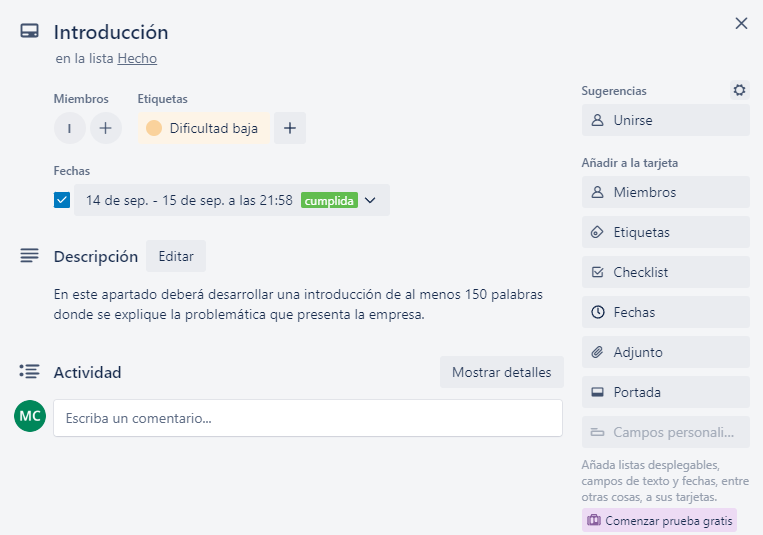 Introducción
en la lista Hecho
Miembros
Etiquetas
I
Dificultad baja
Fechas
14 de sep. - 15 de sep. a las 21:58 cumplida
Descripción
Editar
En este apartado deberá desarrollar una introducción de al menos 150 palabras
donde se explique la problemática que presenta la empresa.
Actividad
Mostrar detalles
MC
Escriba un comentario...
Sugerencias
Unirse
Añadir a la tarjeta
Miembros
Etiquetas
Checklist
Fechas
Adjunto
Portada
Campos personali...
Añada listas desplegables,
campos de texto y fechas, entre
otras cosas, a sus tarjetas.
Comenzar prueba gratis